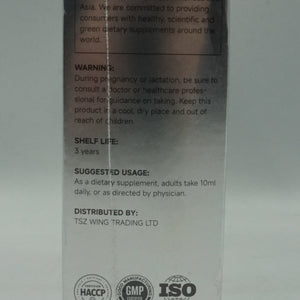 Asia. We are committed to providing
consumers with healthy, scientific and
green dietary supplements around the
world.
WARNING:
During pregnancy or lactation, be sure to
consult a doctor or healthcare profes-
sional for guidance on taking. Keep this
product in a cool, dry place and out of
reach of children.
SHELF LIFE:
3 years
SUGGESTED USAGE:
As a dietary supplement, adults take 10ml
daily, or as directed by physician.
DISTRIBUTED BY:
TSZ WING TRADING LTD
HACCP
GMP
ISO